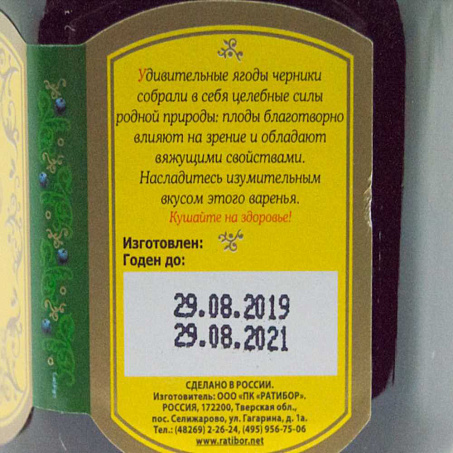 Удивительные ягоды черники
собрали в себя целебные силы
родной природы: плоды благотворно
влияют на зрение и обладают
вяжущими свойствами.
Насладитесь изумительным
вкусом этого варенья.
Кушайте на здоровье!
Изготовлен:
Годен до:
29.08.2019
29.08.2021
СДЕЛАНО В РОССИИ.
Изготовитель: ООО «ПК «РАТИБОР».
РОССИЯ, 172200, Тверская обл.,
пос. Селижарово, ул. Гагарина, д. 1а.
Тел.: (48269) 2-26-24, (495) 956-75-06
www.ratibor.net